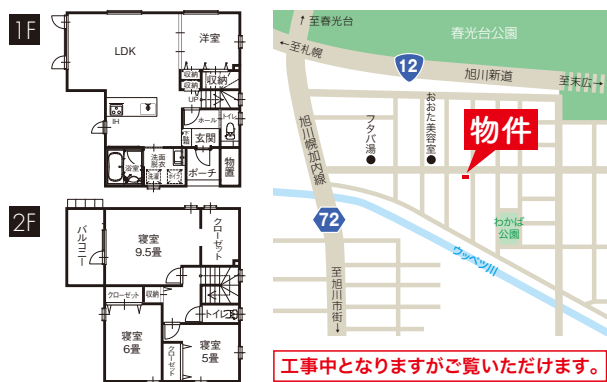 1F
LDK
洋室
収納
収納
収納
UP
IH
ホール
トイレ
玄関
浴室
洗面
脱衣
ポーチ
物置
2F
バルコニー
寝室
9.5畳
クローゼット
クローゼット
収納
トイレ
寝室
6畳
クローゼット
寝室
5畳
↑至春光台
春光台公園
←至札幌
12
旭川新道
至末広→
旭川幌加内線
フタバ湯
おおた美容室
物件
72
わかば
公園
ウッペツ川
至旭川市街→
工事中となりますがご覧いただけます。